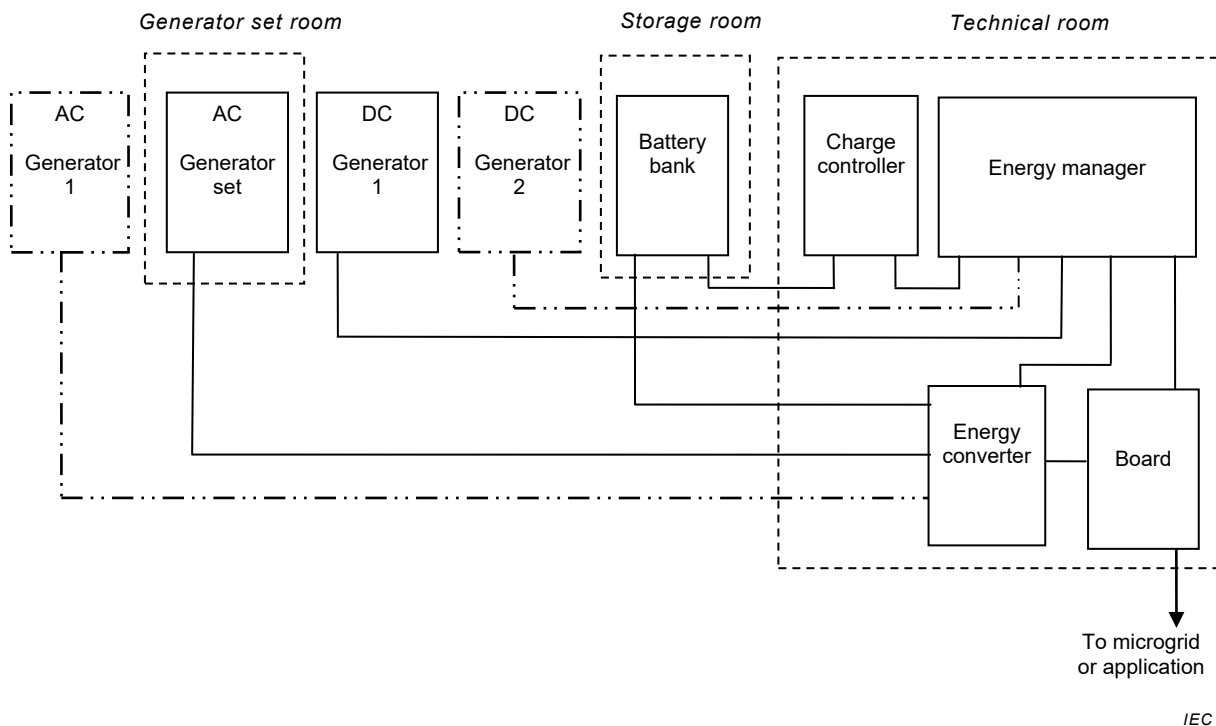 Generator set room
Storage room
Technical room
AC
Generator
1
AC
Generator
set
DC
Generator
1
DC
Generator
2
Battery
bank
Charge
controller
Energy manager
Energy
converter
Board
To microgrid
or application
IEC